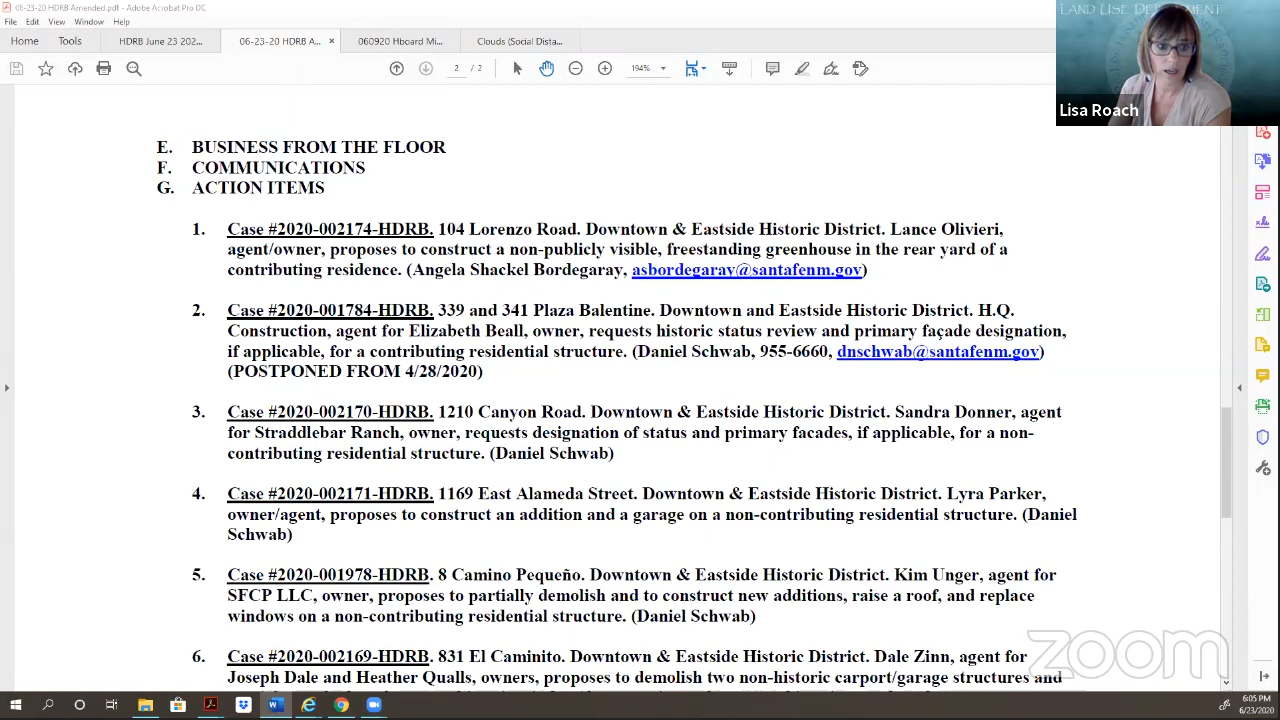 06-23-20 HDRB Amended.pdf - Adobe Acrobat Pro DC
File Edit View Window Help
Home Tools HDRB June 23 202... 06-23-20 HDRB A... × 060920 Hboard Mi... Clouds (Social Dista...
2 / 2 194%
LAND USE DEPARTMENT
Lisa Roach
E. BUSINESS FROM THE FLOOR
F. COMMUNICATIONS
G. ACTION ITEMS
1. Case #2020-002174-HDRB. 104 Lorenzo Road. Downtown & Eastside Historic District. Lance Olivieri,
agent/owner, proposes to construct a non-publicly visible, freestanding greenhouse in the rear yard of a
contributing residence. (Angela Shackel Bordegaray, asbordegaray@santafenm.gov)
2. Case #2020-001784-HDRB. 339 and 341 Plaza Balentine. Downtown and Eastside Historic District. H.Q.
Construction, agent for Elizabeth Beall, owner, requests historic status review and primary façade designation,
if applicable, for a contributing residential structure. (Daniel Schwab, 955-6660, dnschwab@santafenm.gov)
(POSTPONED FROM 4/28/2020)
3. Case #2020-002170-HDRB. 1210 Canyon Road. Downtown & Eastside Historic District. Sandra Donner, agent
for Straddlebar Ranch, owner, requests designation of status and primary facades, if applicable, for a non-
contributing residential structure. (Daniel Schwab)
4. Case #2020-002171-HDRB. 1169 East Alameda Street. Downtown & Eastside Historic District. Lyra Parker,
owner/agent, proposes to construct an addition and a garage on a non-contributing residential structure. (Daniel
Schwab)
5. Case #2020-001978-HDRB. 8 Camino Pequeño. Downtown & Eastside Historic District. Kim Unger, agent for
SFCP LLC, owner, proposes to partially demolish and to construct new additions, raise a roof, and replace
windows on a non-contributing residential structure. (Daniel Schwab)
6. Case #2020-002169-HDRB. 831 El Caminito. Downtown & Eastside Historic District. Dale Zinn, agent for
Joseph Dale and Heather Qualls, owners, proposes to demolish two non-historic carport/garage structures and
zoom
6:05 PM
6/23/2020